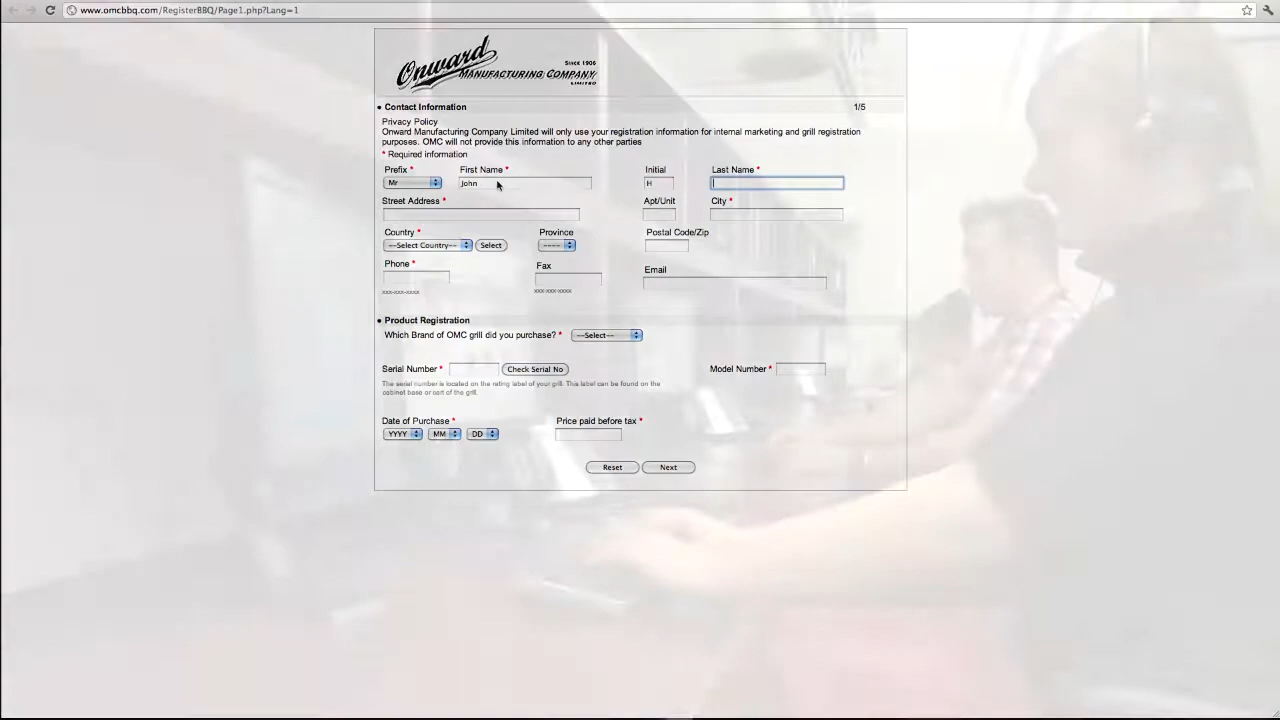 www.omcbbq.com/RegisterBBQ/Page1.php?Lang=1
Onward
SINCE 1906
MANUFACTURING COMPANY
LIMITED
• Contact Information 1/5
Privacy Policy
Onward Manufacturing Company Limited will only use your registration information for internal marketing and grill registration
purposes. OMC will not provide this information to any other parties
* Required information
Prefix * First Name * Initial Last Name *
Mr John H
Street Address * Apt/Unit City *
Country * Province Postal Code/Zip
---Select Country--- Select ----
Phone * Fax Email
xxx-xxx-xxxx xxx-xxx-xxxx
• Product Registration
Which Brand of OMC grill did you purchase? * ---Select---
Serial Number * Check Serial No Model Number *
The serial number is located on the rating label of your grill. This label can be found on the
cabinet base or cart of the grill.
Date of Purchase * Price paid before tax *
YYYY MM DD
Reset Next